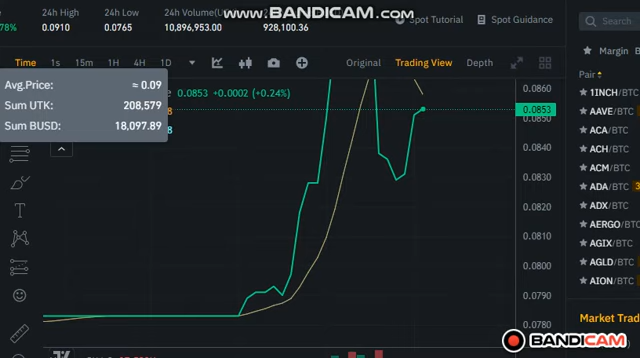 78%
24h High
24h Low
24h Volume(U
0.0910
0.0765
10,896,953.00
928,100.36
www.BANDICAM.com
Spot Tutorial
Spot Guidance
Search
Time
1s
15m
1H
4H
1D
Original
Trading View
Depth
Margin
Avg.Price:
≈ 0.09
Sum UTK:
208,579
Sum BUSD:
18,097.89
0.0853 +0.0002 (+0.24%)
0.0860
0.0853
0.0850
0.0840
0.0830
0.0820
0.0810
0.0800
0.0790
0.0780
Pair
1INCH/BTC
AAVE/BTC
ACA/BTC
ACH/BTC
ACM/BTC
ADA/BTC
ADX/BTC
AERGO/BTC
AGIX/BTC
AGLD/BTC
AION/BTC
Market Trad
BANDICAM